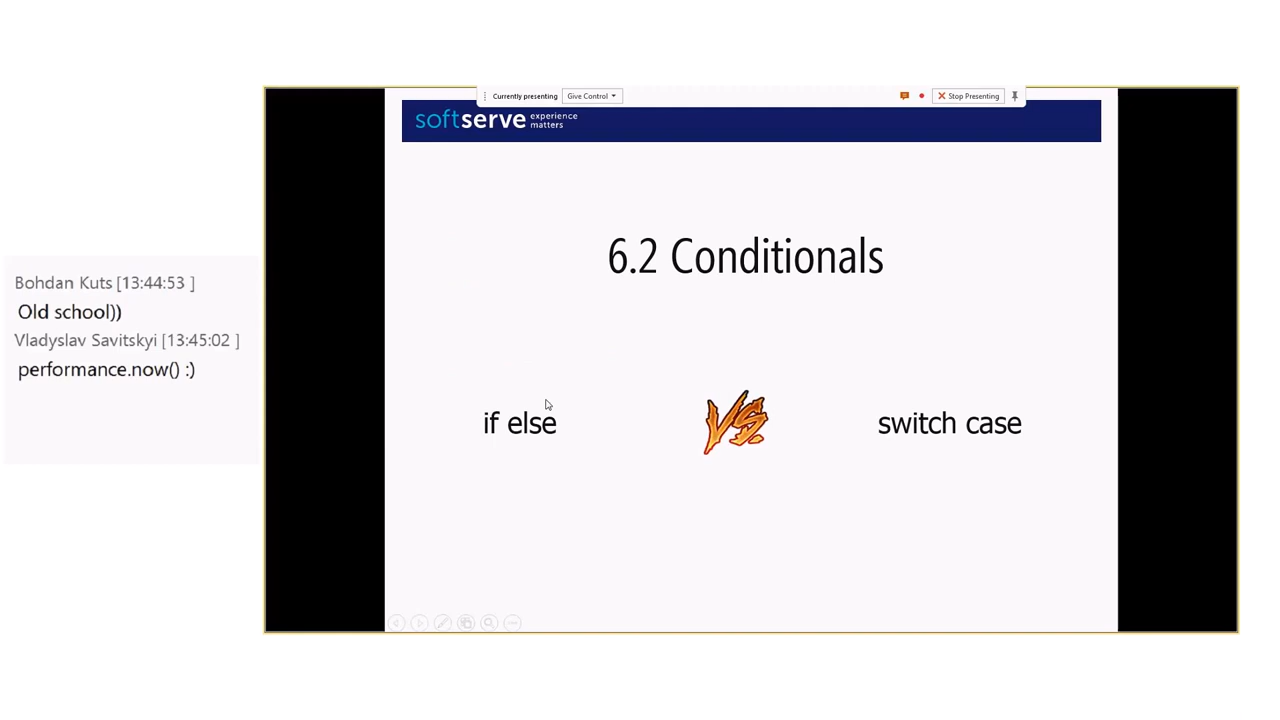 Currently presenting Give Control Stop Presenting
softserve experience matters
6.2 Conditionals
Bohdan Kuts [13:44:53 ]
Old school))
Vladyslav Savitskyi [13:45:02 ]
performance.now() :)
if else VS switch case